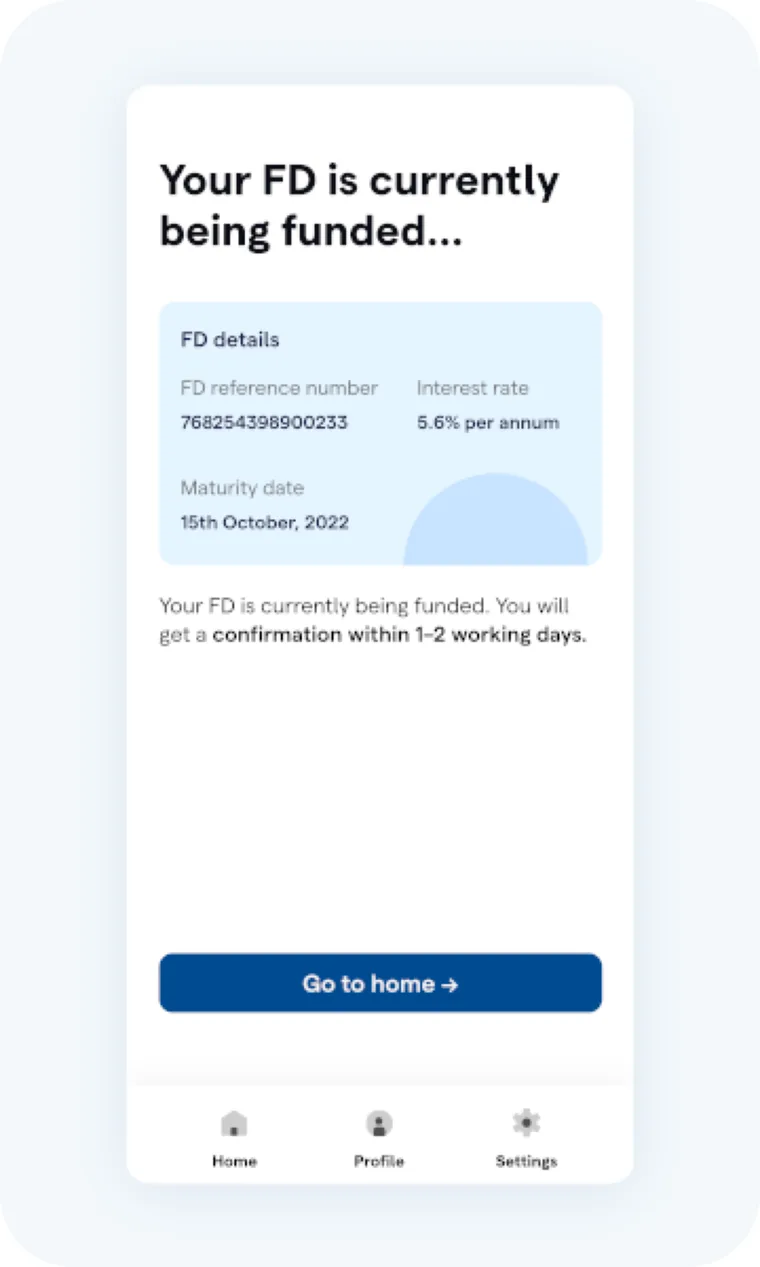 Your FD is currently
being funded...
FD details
FD reference number
Interest rate
768254398900233
5.6% per annum
Maturity date
15th October, 2022
Your FD is currently being funded. You will
get a confirmation within 1–2 working days.
Go to home →
Home
Profile
Settings